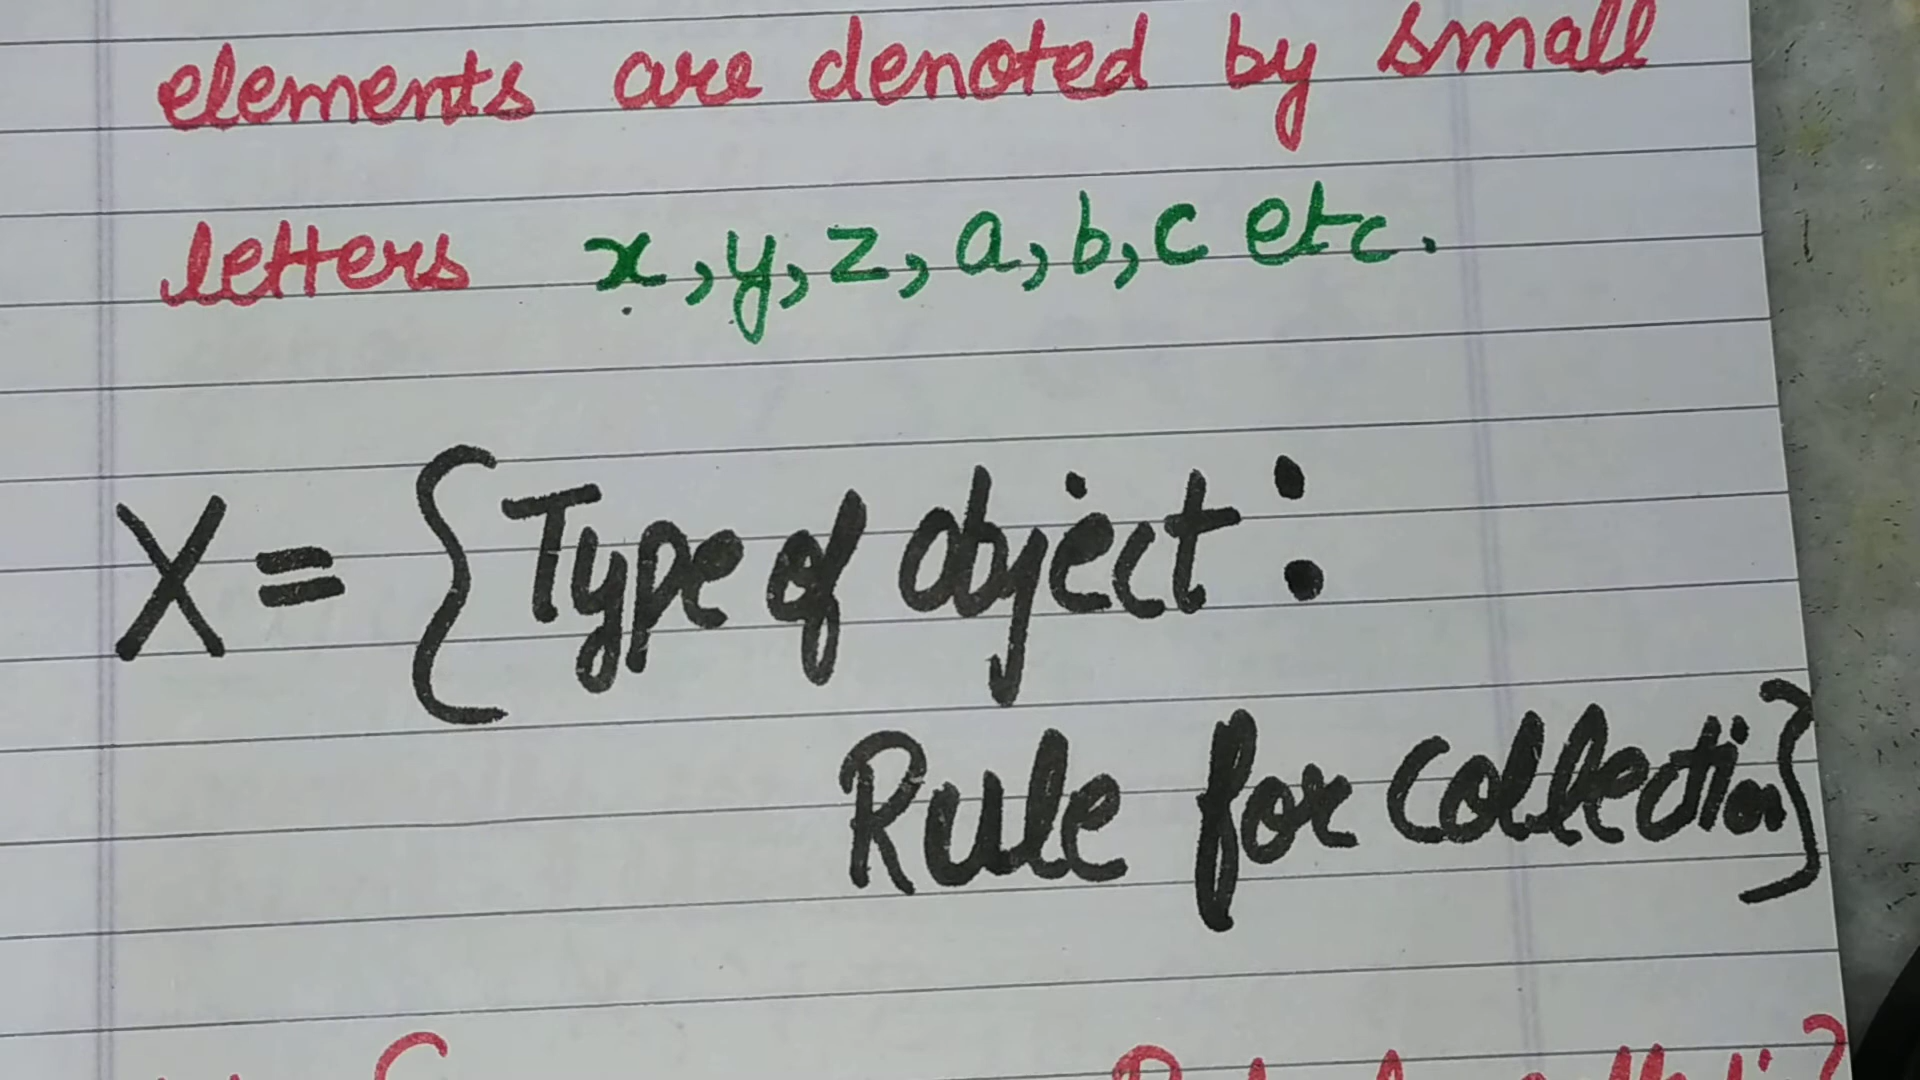 elements are denoted by small
letters x, y, z, a, b, c etc.
X = { Type of object :
Rule for collection }